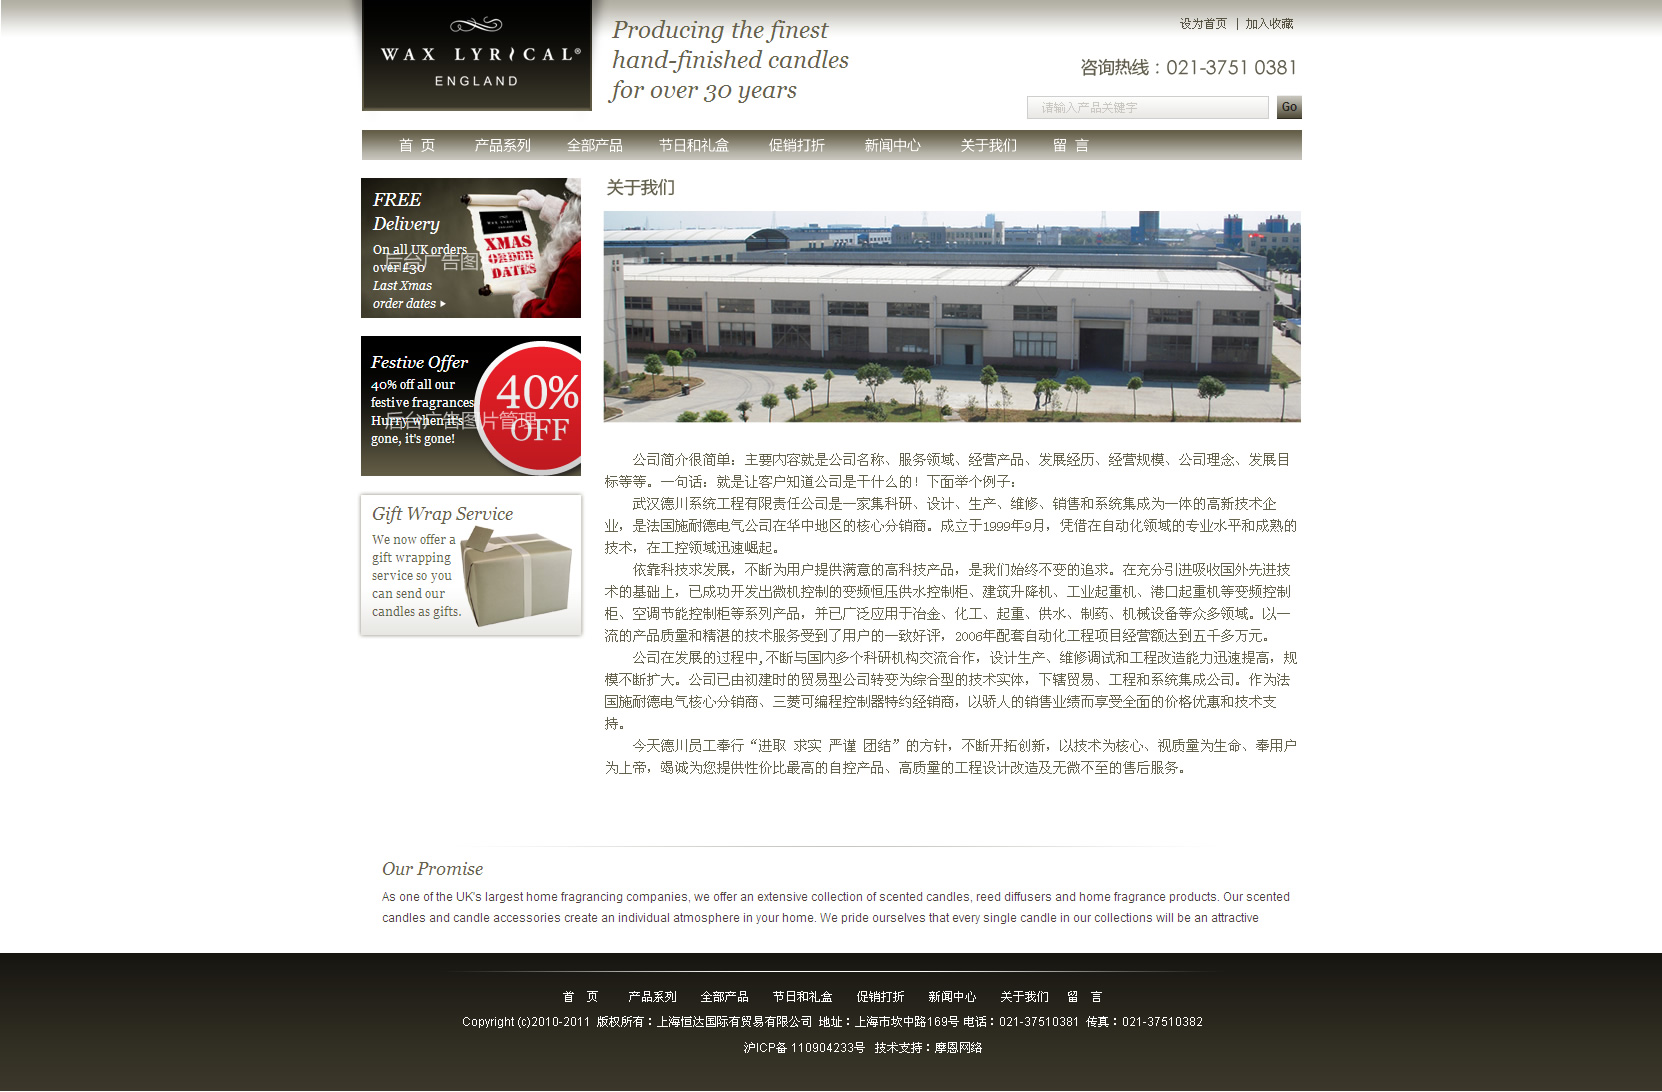 WAX LYRICAL®
ENGLAND
Producing the finest
hand-finished candles
for over 30 years
设为首页 | 加入收藏
咨询热线：021-3751 0381
请输入产品关键字
Go
首 页 产品系列 全部产品 节日和礼盒 促销打折 新闻中心 关于我们 留 言
FREE
Delivery
On all UK orders
over £30
Last Xmas
order dates
WAX LYRICAL
XMAS
ORDER
DATES
后台广告图
Festive Offer
40% off all our
festive fragrances
Hurry when it's
gone, it's gone!
40%
OFF
后台广告图片管理
Gift Wrap Service
We now offer a
gift wrapping
service so you
can send our
candles as gifts.
关于我们
公司简介很简单：主要内容就是公司名称、服务领域、经营产品、发展经历、经营规模、公司理念、发展目
标等等。一句话：就是让客户知道公司是干什么的！下面举个例子：
武汉德川系统工程有限责任公司是一家集科研、设计、生产、维修、销售和系统集成为一体的高新技术企
业，是法国施耐德电气公司在华中地区的核心分销商。成立于1999年9月，凭借在自动化领域的专业水平和成熟的
技术，在工控领域迅速崛起。
依靠科技求发展，不断为用户提供满意的高科技产品，是我们始终不变的追求。在充分引进吸收国外先进技
术的基础上，已成功开发出微机控制的变频恒压供水控制柜、建筑升降机、工业起重机、港口起重机等变频控制
柜、空调节能控制柜等系列产品，并已广泛应用于冶金、化工、起重、供水、制药、机械设备等众多领域。以一
流的产品质量和精湛的技术服务受到了用户的一致好评，2006年配套自动化工程项目经营额达到五千多万元。
公司在发展的过程中,不断与国内多个科研机构交流合作，设计生产、维修调试和工程改造能力迅速提高，规
模不断扩大。公司已由初建时的贸易型公司转变为综合型的技术实体，下辖贸易、工程和系统集成公司。作为法
国施耐德电气核心分销商、三菱可编程控制器特约经销商，以骄人的销售业绩而享受全面的价格优惠和技术支
持。
今天德川员工奉行“进取 求实 严谨 团结”的方针，不断开拓创新，以技术为核心、视质量为生命、奉用户
为上帝，竭诚为您提供性价比最高的自控产品、高质量的工程设计改造及无微不至的售后服务。
Our Promise
As one of the UK's largest home fragrancing companies, we offer an extensive collection of scented candles, reed diffusers and home fragrance products. Our scented
candles and candle accessories create an individual atmosphere in your home. We pride ourselves that every single candle in our collections will be an attractive
首 页 产品系列 全部产品 节日和礼盒 促销打折 新闻中心 关于我们 留 言
Copyright (c)2010-2011 版权所有：上海恒达国际有贸易有限公司 地址：上海市坎中路169号 电话：021-37510381 传真：021-37510382
沪ICP备 110904233号 技术支持：摩恩网络